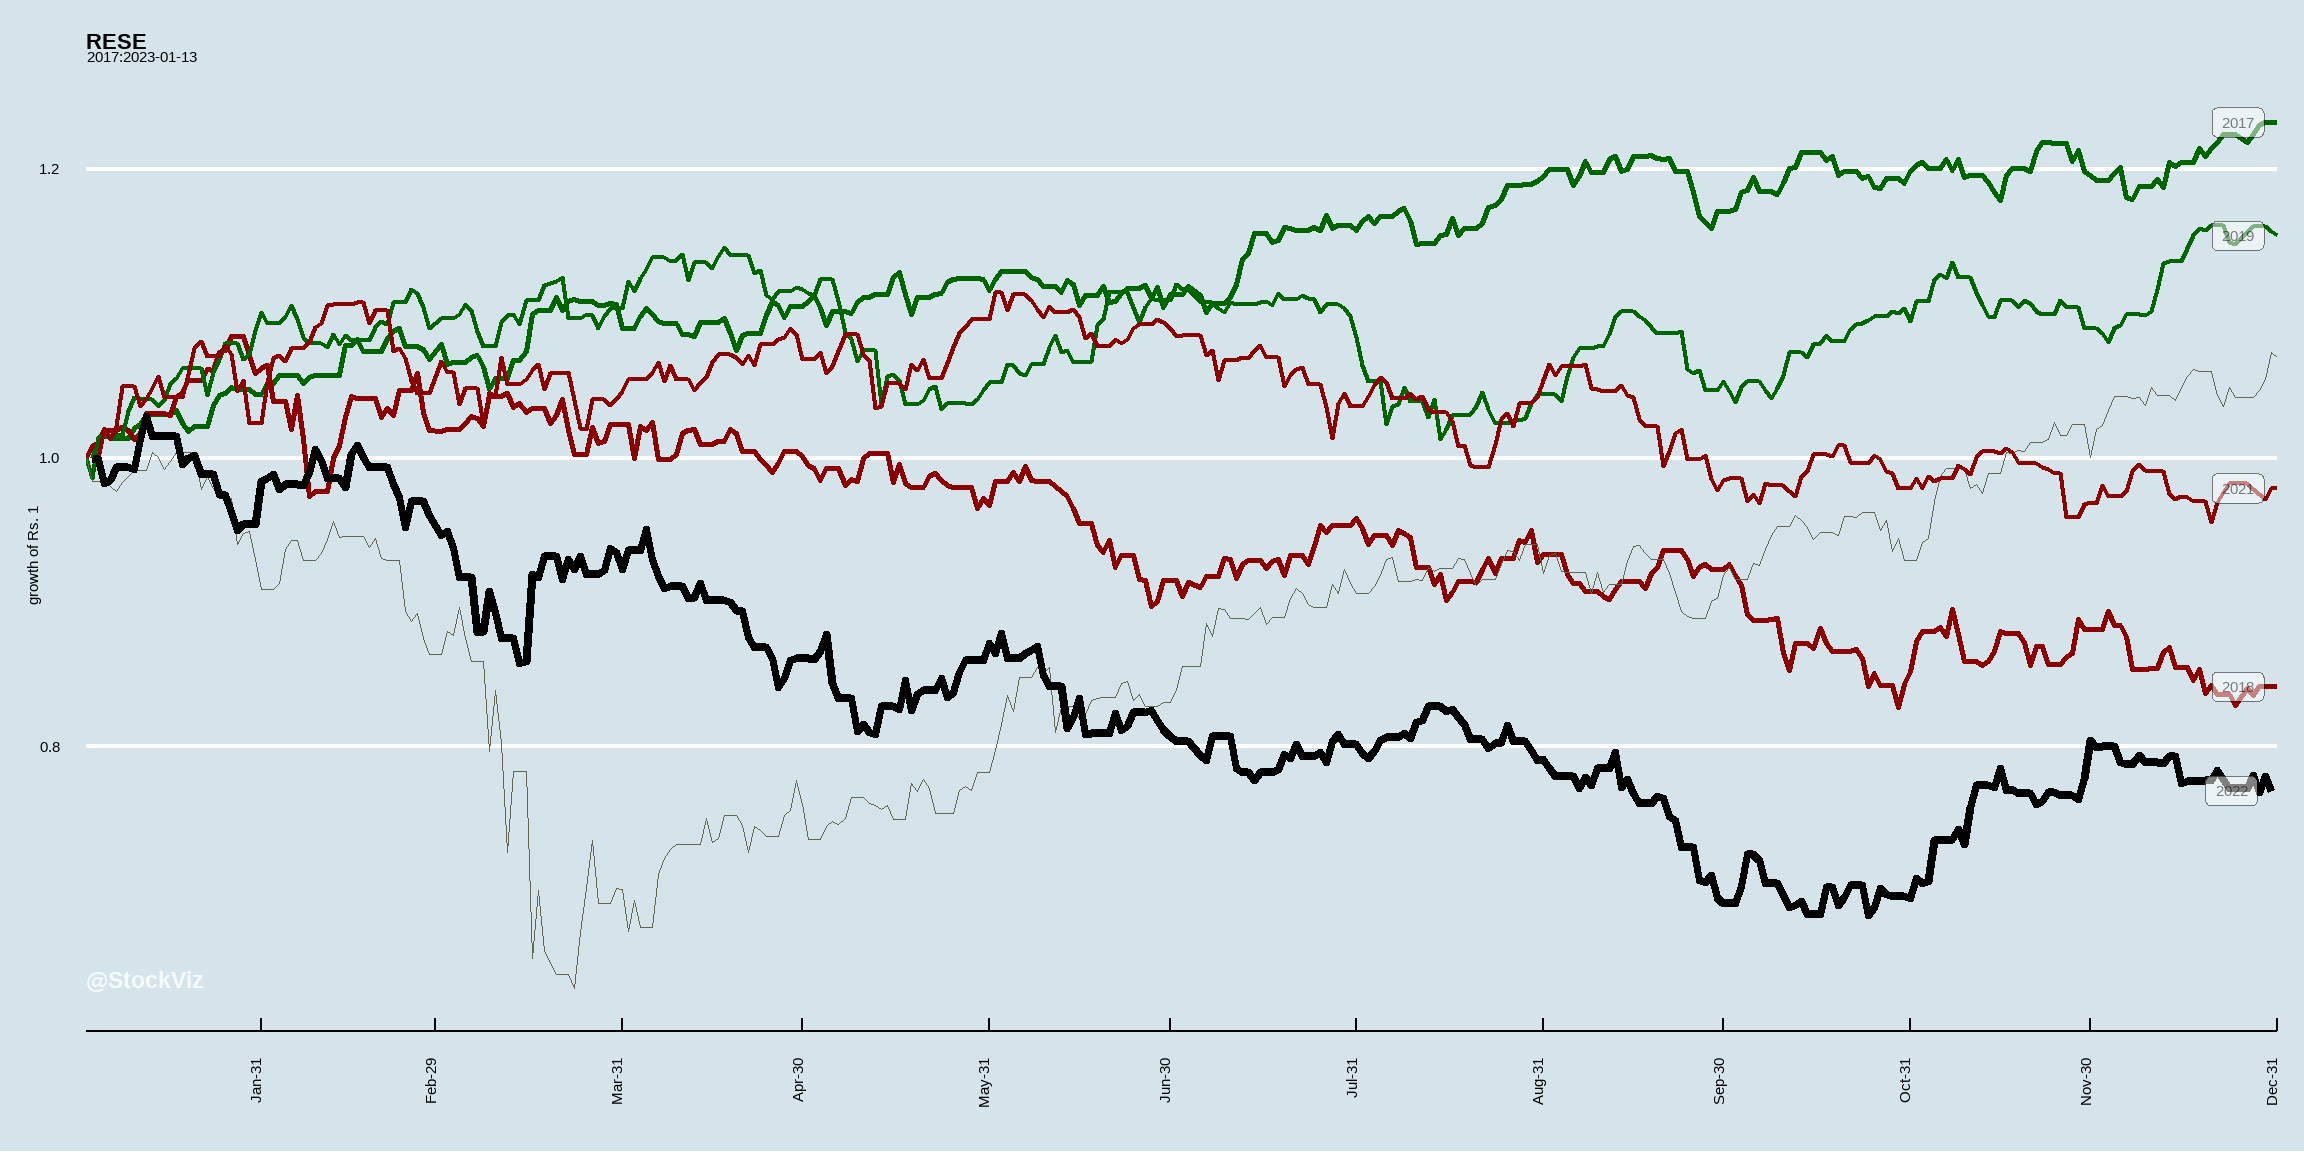 RESE
2017:2023-01-13
2017
1.2
2019
1.0
2021
growth of Rs. 1
2018
0.8
2022
@StockViz
Jan-31
Feb-29
Mar-31
Apr-30
May-31
Jun-30
Jul-31
Aug-31
Sep-30
Oct-31
Nov-30
Dec-31